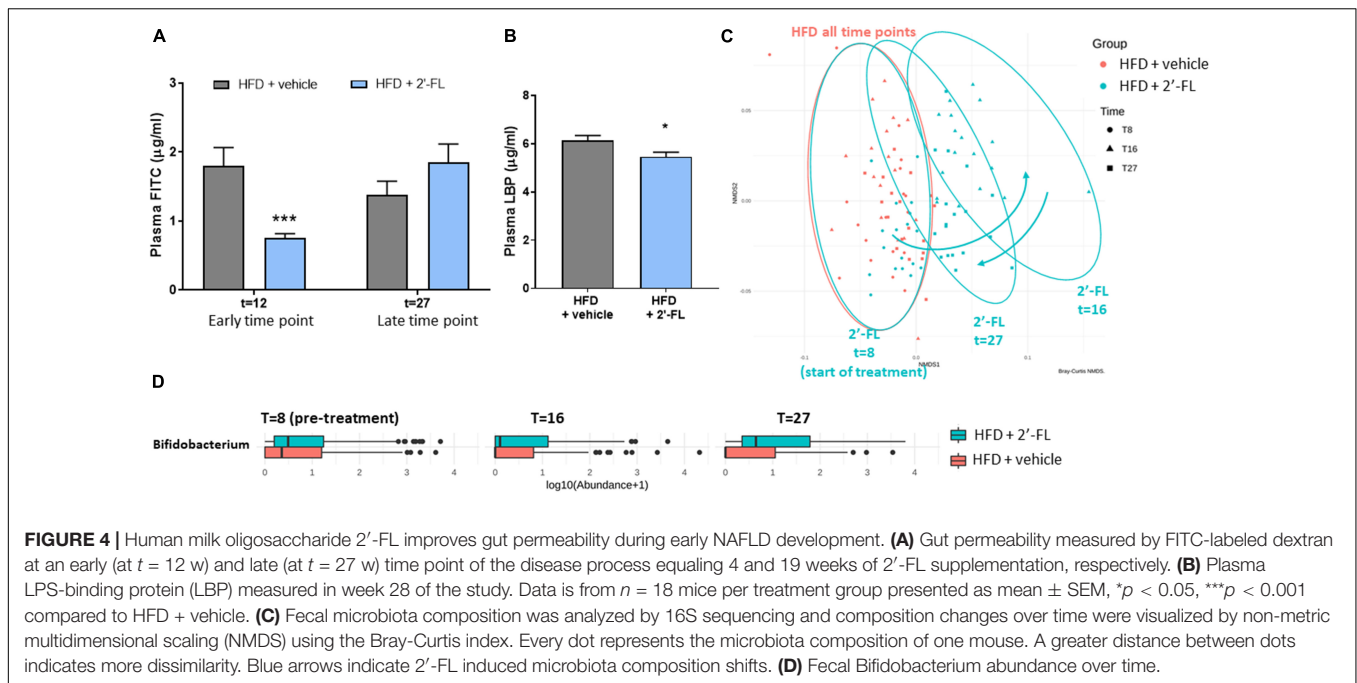 A
HFD + vehicle
HFD + 2'-FL
Plasma FITC (µg/ml)
3
2
1
0
***
t=12
t=27
Early time point
Late time point
B
Plasma LBP (µg/ml)
8
6
4
2
0
*
HFD
+ vehicle
HFD
+ 2'-FL
C
HFD all time points
Group
HFD + vehicle
HFD + 2′-FL
Time
T8
T16
T27
NMDS2
0.05
0.00
-0.05
-0.1
0.0
0.1
NMDS1
Bray-Curtis NMDS.
2′-FL
t=16
2′-FL
t=27
2′-FL
t=8
(start of treatment)
D
T=8 (pre-treatment)
T=16
T=27
Bifidobacterium
HFD + 2′-FL
HFD + vehicle
0 1 2 3 4
0 1 2 3 4
0 1 2 3 4
log10(Abundance+1)
FIGURE 4 | Human milk oligosaccharide 2′-FL improves gut permeability during early NAFLD development. (A) Gut permeability measured by FITC-labeled dextran
at an early (at t = 12 w) and late (at t = 27 w) time point of the disease process equaling 4 and 19 weeks of 2′-FL supplementation, respectively. (B) Plasma
LPS-binding protein (LBP) measured in week 28 of the study. Data is from n = 18 mice per treatment group presented as mean ± SEM, *p < 0.05, ***p < 0.001
compared to HFD + vehicle. (C) Fecal microbiota composition was analyzed by 16S sequencing and composition changes over time were visualized by non-metric
multidimensional scaling (NMDS) using the Bray-Curtis index. Every dot represents the microbiota composition of one mouse. A greater distance between dots
indicates more dissimilarity. Blue arrows indicate 2′-FL induced microbiota composition shifts. (D) Fecal Bifidobacterium abundance over time.